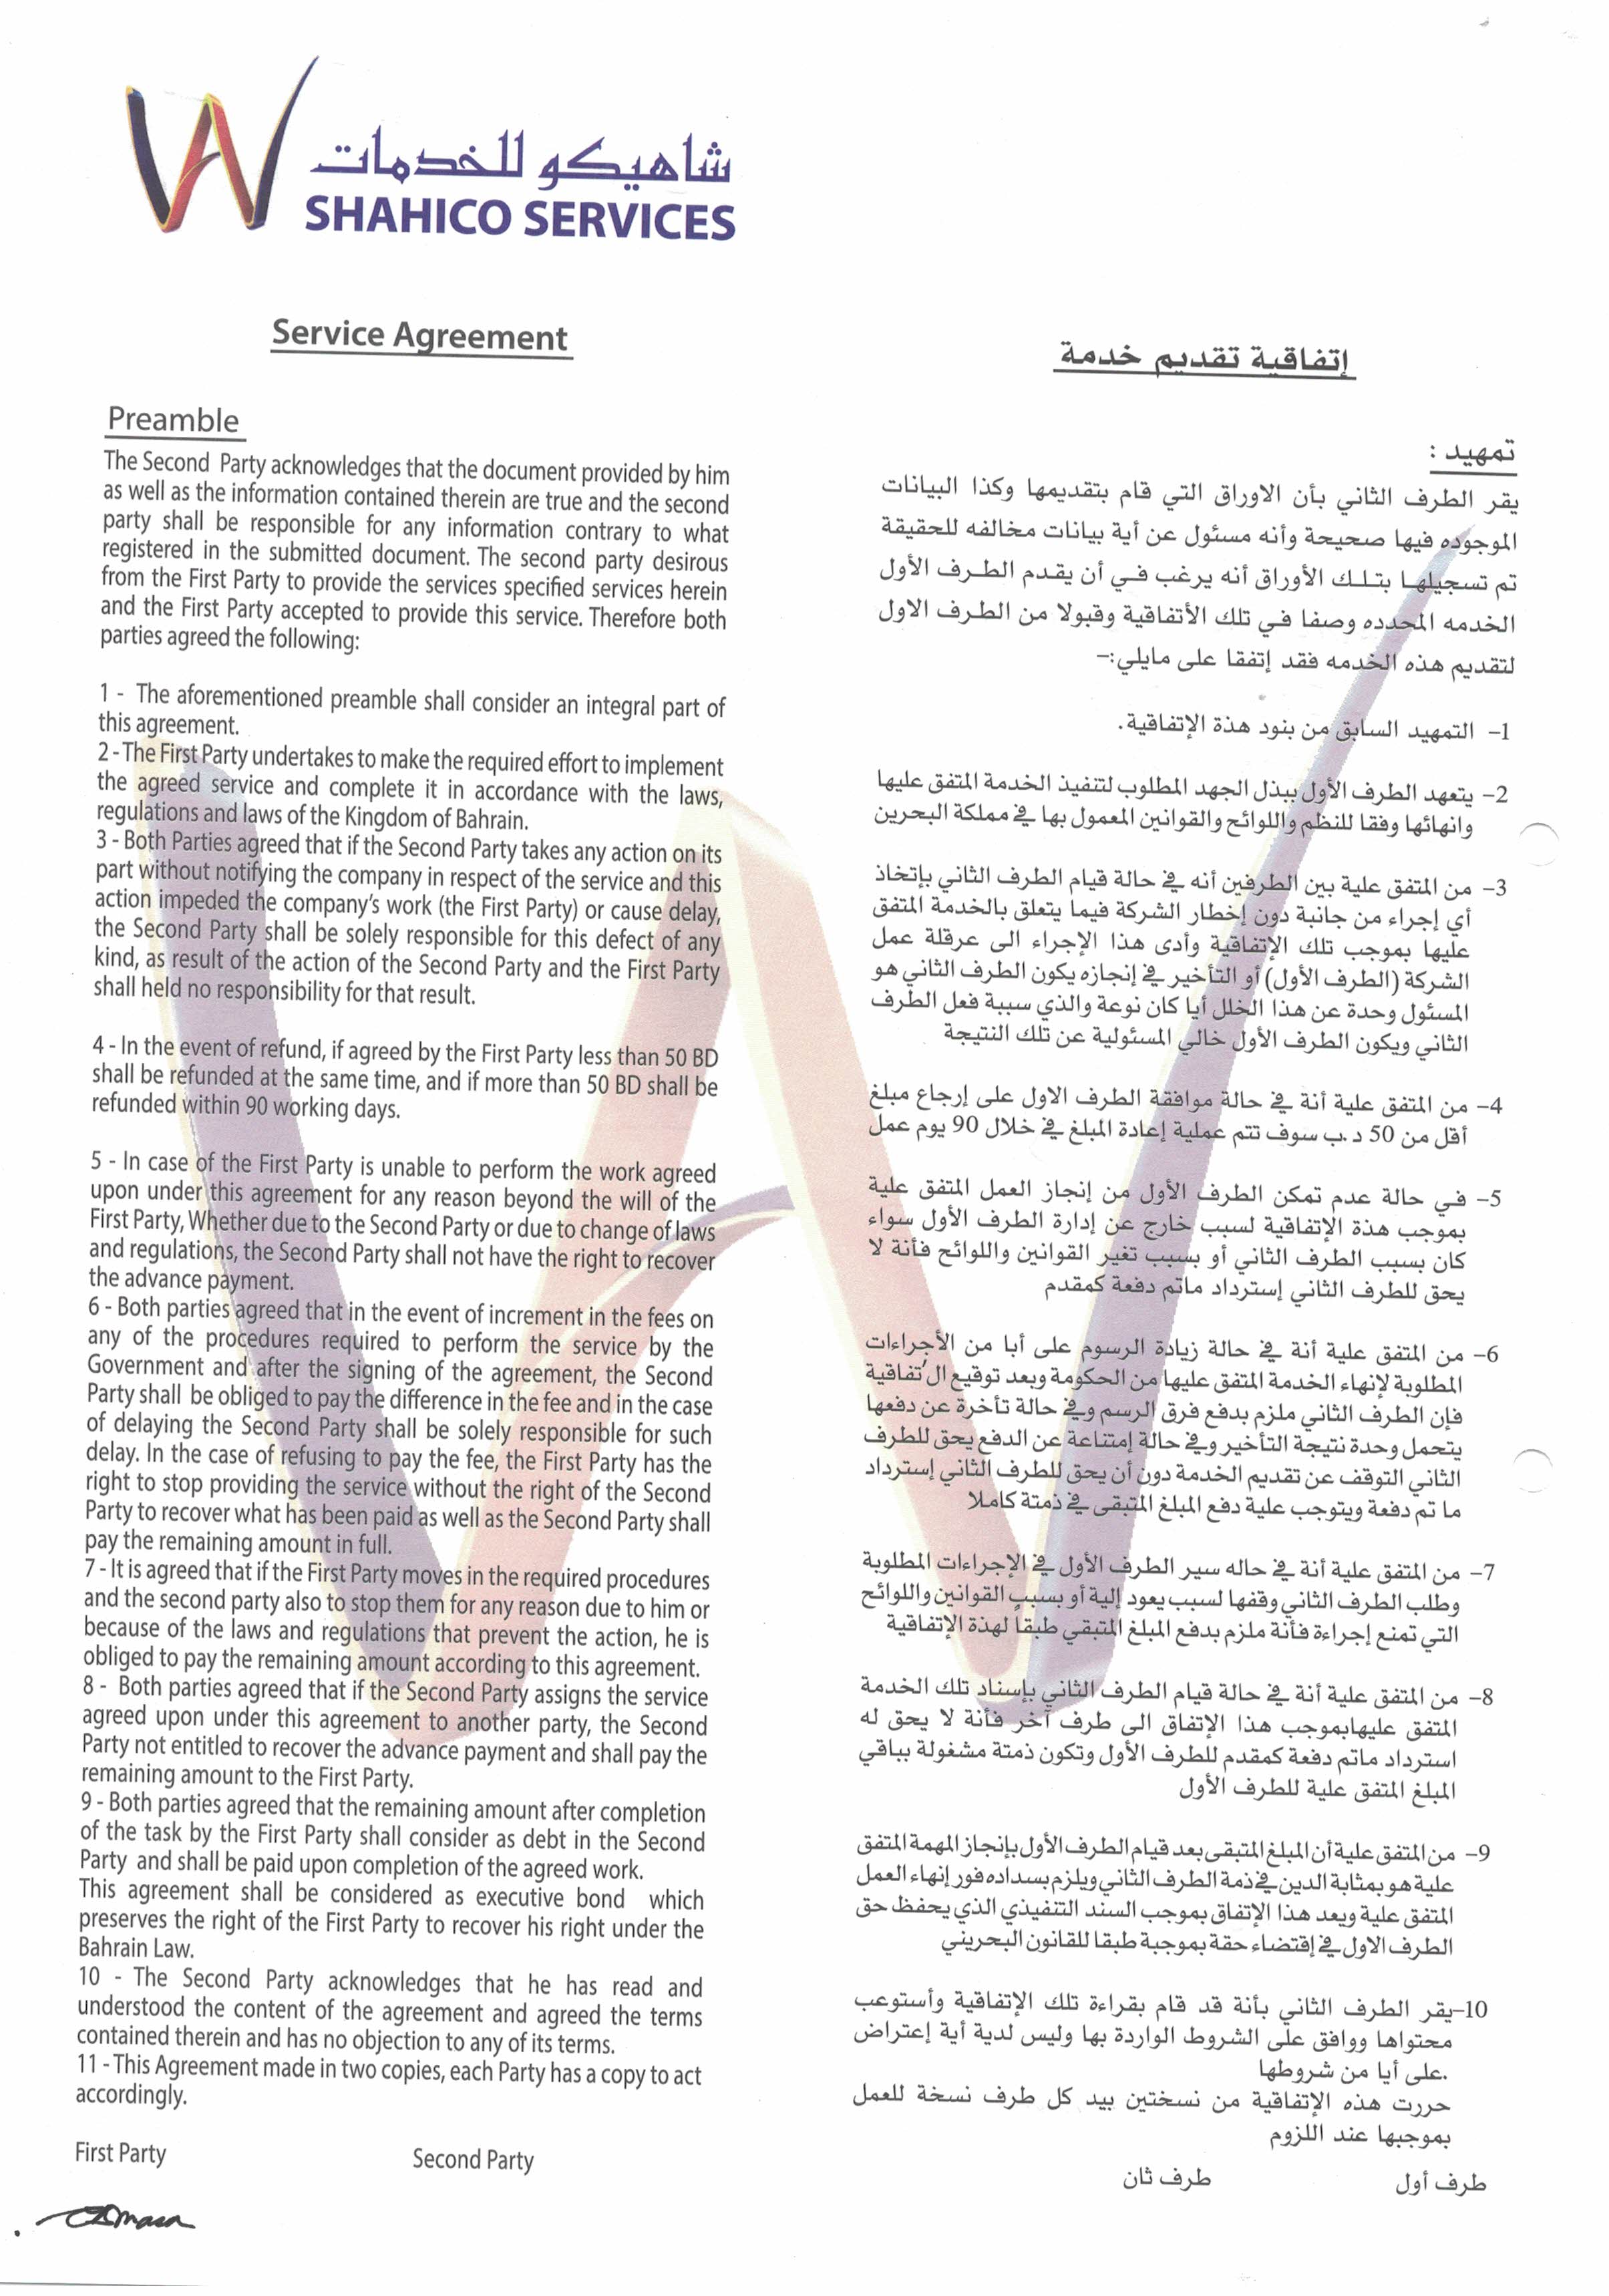 شاهيكو للخدمات
SHAHICO SERVICES
Service Agreement
Preamble
The Second Party acknowledges that the document provided by him
as well as the information contained therein are true and the second
party shall be responsible for any information contrary to what
registered in the submitted document. The second party desirous
from the First Party to provide the services specified services herein
and the First Party accepted to provide this service. Therefore both
parties agreed the following:
1 - The aforementioned preamble shall consider an integral part of
this agreement.
2 - The First Party undertakes to make the required effort to implement
the agreed service and complete it in accordance with the laws,
regulations and laws of the Kingdom of Bahrain.
3 - Both Parties agreed that if the Second Party takes any action on its
part without notifying the company in respect of the service and this
action impeded the company's work (the First Party) or cause delay,
the Second Party shall be solely responsible for this defect of any
kind, as result of the action of the Second Party and the First Party
shall held no responsibility for that result.
4 - In the event of refund, if agreed by the First Party less than 50 BD
shall be refunded at the same time, and if more than 50 BD shall be
refunded within 90 working days.
5 - In case of the First Party is unable to perform the work agreed
upon under this agreement for any reason beyond the will of the
First Party, Whether due to the Second Party or due to change of laws
and regulations, the Second Party shall not have the right to recover
the advance payment.
6 - Both parties agreed that in the event of increment in the fees on
any of the procedures required to perform the service by the
Government and after the signing of the agreement, the Second
Party shall be obliged to pay the difference in the fee and in the case
of delaying the Second Party shall be solely responsible for such
delay. In the case of refusing to pay the fee, the First Party has the
right to stop providing the service without the right of the Second
Party to recover what has been paid as well as the Second Party shall
pay the remaining amount in full.
7 - It is agreed that if the First Party moves in the required procedures
and the second party also to stop them for any reason due to him or
because of the laws and regulations that prevent the action, he is
obliged to pay the remaining amount according to this agreement.
8 - Both parties agreed that if the Second Party assigns the service
agreed upon under this agreement to another party, the Second
Party not entitled to recover the advance payment and shall pay the
remaining amount to the First Party.
9 - Both parties agreed that the remaining amount after completion
of the task by the First Party shall consider as debt in the Second
Party and shall be paid upon completion of the agreed work.
This agreement shall be considered as executive bond which
preserves the right of the First Party to recover his right under the
Bahrain Law.
10 - The Second Party acknowledges that he has read and
understood the content of the agreement and agreed the terms
contained therein and has no objection to any of its terms.
11 - This Agreement made in two copies, each Party has a copy to act
accordingly.
First Party
Second Party
إتفاقية تقديم خدمة
تمهيد :
يقر الطرف الثاني بأن الاوراق التي قام بتقديمها وكذا البيانات
الموجوده فيها صحيحة وأنه مسئول عن أية بيانات مخالفه للحقيقة
تم تسجيلها بتلك الأوراق أنه يرغب في أن يقدم الطرف الأول
الخدمه المحدده وصفا في تلك الأتفاقية وقبولا من الطرف الاول
لتقديم هذه الخدمه فقد إتفقا على مايلي:-
1- التمهيد السابق من بنود هذة الإتفاقية.
2- يتعهد الطرف الأول ببذل الجهد المطلوب لتنفيذ الخدمة المتفق عليها
وانهائها وفقا للنظم واللوائح والقوانين المعمول بها في مملكة البحرين
3- من المتفق علية بين الطرفين أنه في حالة قيام الطرف الثاني بإتخاذ
أي إجراء من جانبة دون إخطار الشركة فيما يتعلق بالخدمة المتفق
عليها بموجب تلك الإتفاقية وأدى هذا الإجراء الى عرقلة عمل
الشركة (الطرف الأول) أو التأخير في إنجازه يكون الطرف الثاني هو
المسئول وحدة عن هذا الخلل أيا كان نوعة والذي سببة فعل الطرف
الثاني ويكون الطرف الأول خالي المسئولية عن تلك النتيجة
4- من المتفق علية أنة في حالة موافقة الطرف الاول على إرجاع مبلغ
أقل من 50 د.ب سوف تتم عملية إعادة المبلغ في خلال 90 يوم عمل
5- في حالة عدم تمكن الطرف الأول من إنجاز العمل المتفق علية
بموجب هذة الإتفاقية لسبب خارج عن إدارة الطرف الأول سواء
كان بسبب الطرف الثاني أو بسبب تغير القوانين واللوائح فأنة لا
يحق للطرف الثاني إسترداد ماتم دفعة كمقدم
6- من المتفق علية أنة في حالة زيادة الرسوم على أبا من الأجراءات
المطلوبة لإنهاء الخدمة المتفق عليها من الحكومة وبعد توقيع ال'تفاقية
فإن الطرف الثاني ملزم بدفع فرق الرسم وفي حالة تأخرة عن دفعها
يتحمل وحدة نتيجة التأخير وفي حالة إمتناعة عن الدفع يحق للطرف
الثاني التوقف عن تقديم الخدمة دون أن يحق للطرف الثاني إسترداد
ما تم دفعة ويتوجب علية دفع المبلغ المتبقى في ذمتة كاملا
7- من المتفق علية أنة في حاله سير الطرف الأول في الإجراءات المطلوبة
وطلب الطرف الثاني وقفها لسبب يعود إلية أو بسبب القوانين واللوائح
التي تمنع إجراءة فأنة ملزم بدفع المبلغ المتبقي طبقاً لهذة الإتفاقية
8- من المتفق علية أنة في حالة قيام الطرف الثاني بإسناد تلك الخدمة
المتفق عليهابموجب هذا الإتفاق الى طرف آخر فأنة لا يحق له
استرداد ماتم دفعة كمقدم للطرف الأول وتكون ذمتة مشغولة بباقي
المبلغ المتفق علية للطرف الأول
9- من المتفق علية أن المبلغ المتبقى بعد قيام الطرف الأول بإنجاز المهمة المتفق
علية هو بمثابة الدين في ذمة الطرف الثاني ويلزم بسداده فور إنهاء العمل
المتفق علية ويعد هذا الإتفاق بموجب السند التنفيذي الذي يحفظ حق
الطرف الاول في إقتضاء حقة بموجبة طبقا للقانون البحريني
10-يقر الطرف الثاني بأنة قد قام بقراءة تلك الإتفاقية وأستوعب
محتواها ووافق على الشروط الواردة بها وليس لدية أية إعتراض
.على أيا من شروطها
حررت هذه الإتفاقية من نسختين بيد كل طرف نسخة للعمل
بموجبها عند اللزوم
طرف أول
طرف ثان